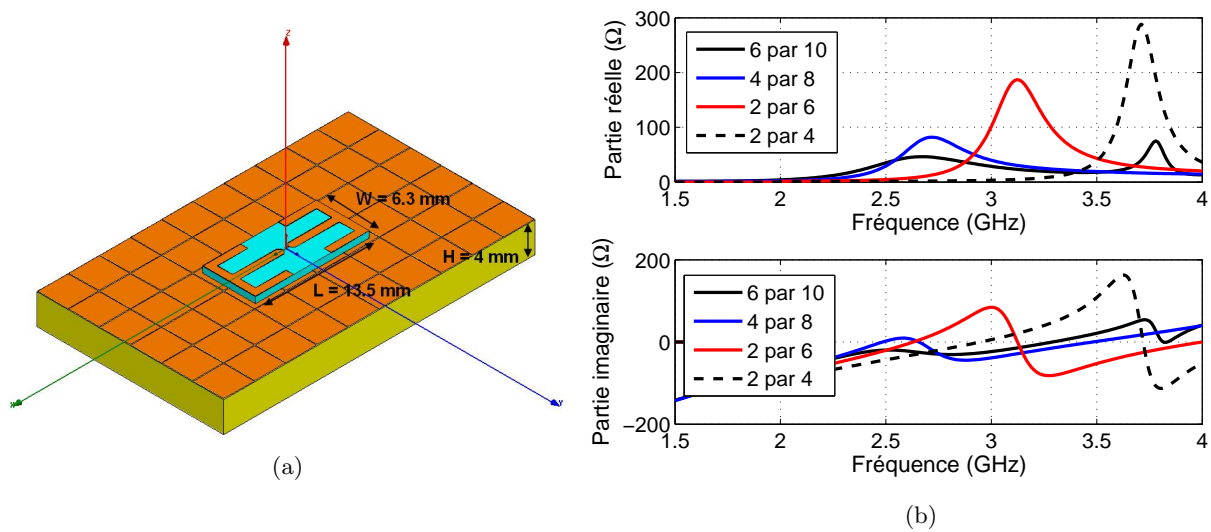 z
W = 6.3 mm
H = 4 mm
L = 13.5 mm
x
y
(a)
Partie réelle (Ω)
300
200
100
0
6 par 10
4 par 8
2 par 6
2 par 4
1.5 2 2.5 3 3.5 4
Fréquence (GHz)
Partie imaginaire (Ω)
200
0
−200
6 par 10
4 par 8
2 par 6
2 par 4
1.5 2 2.5 3 3.5 4
Fréquence (GHz)
(b)